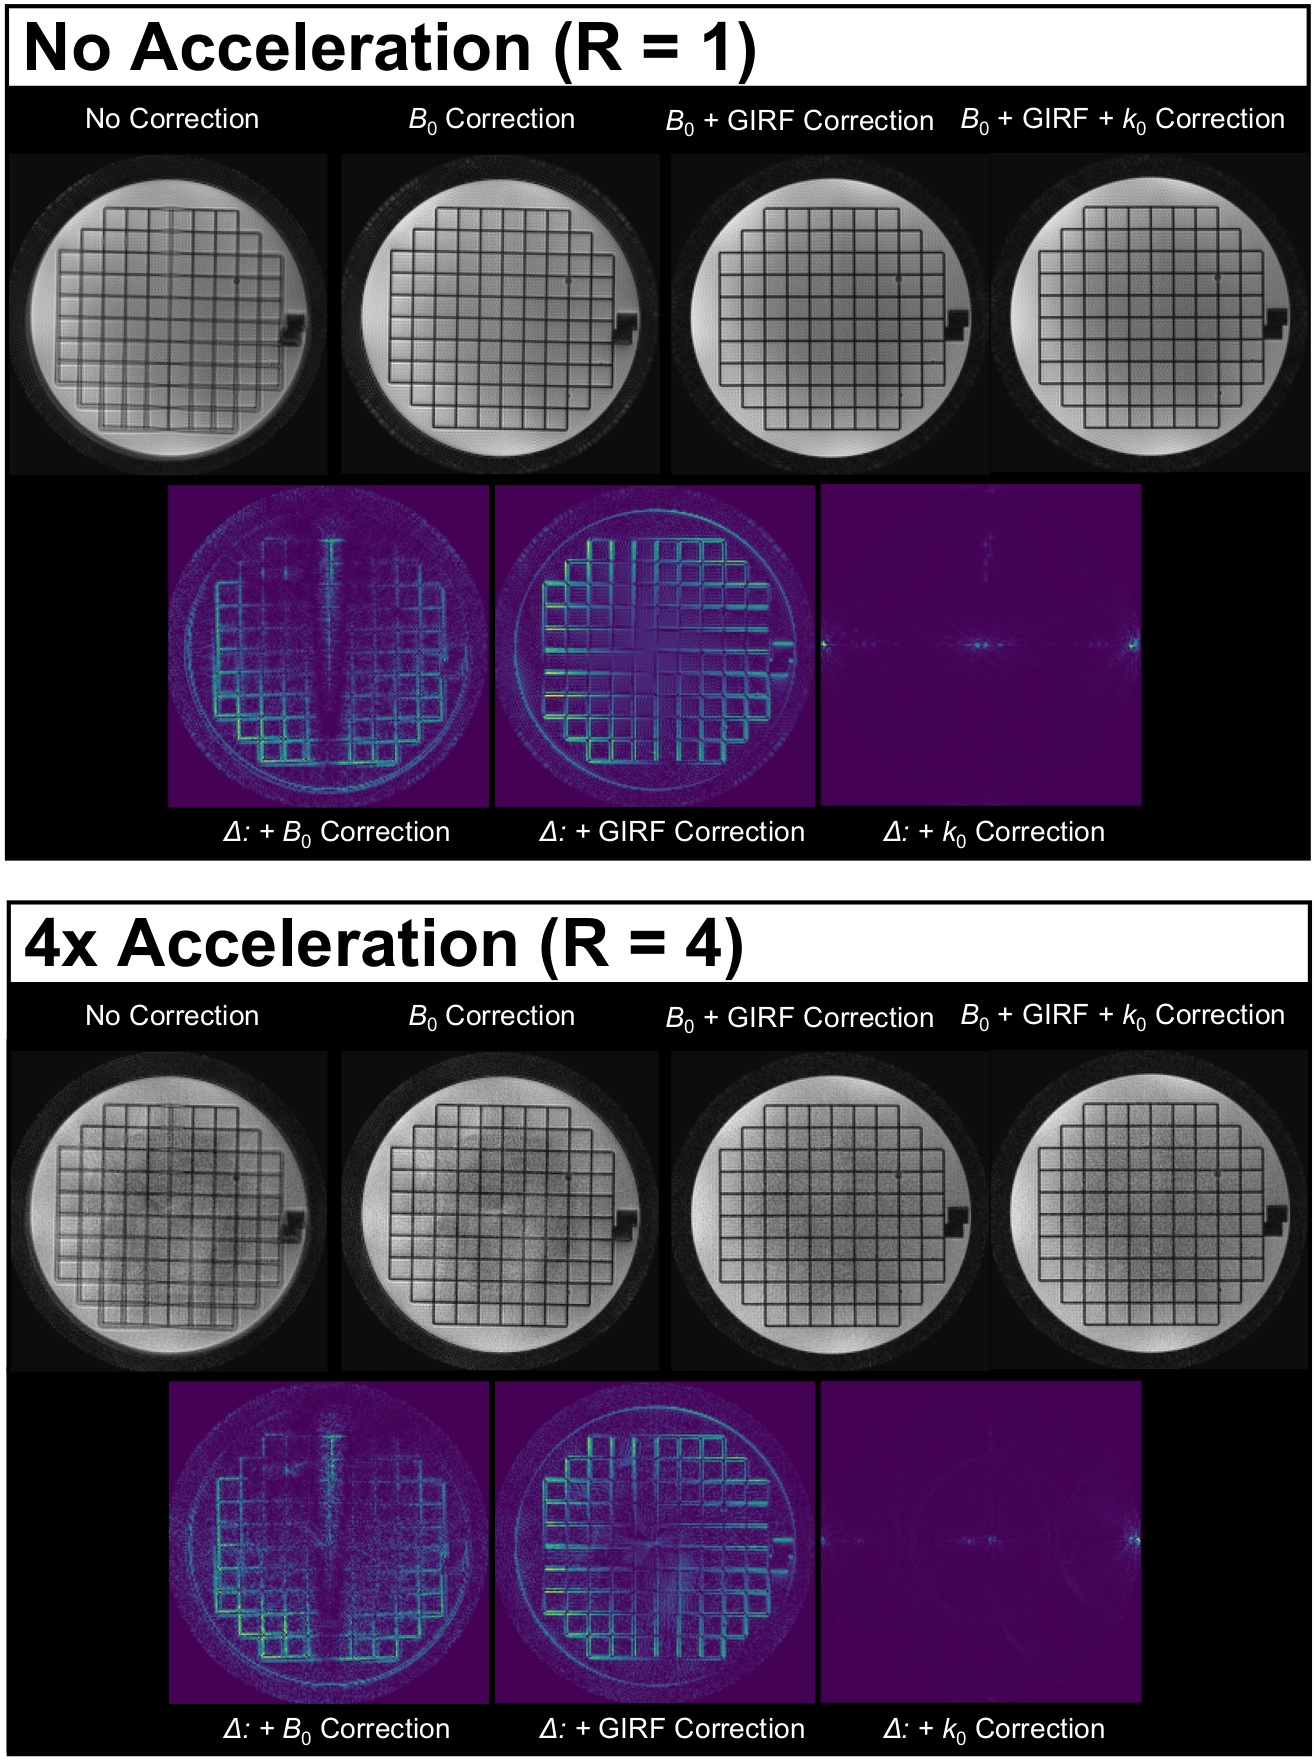 No Acceleration (R = 1)
No Correction B₀ Correction B₀ + GIRF Correction B₀ + GIRF + k₀ Correction
Δ: + B₀ Correction Δ: + GIRF Correction Δ: + k₀ Correction
4x Acceleration (R = 4)
No Correction B₀ Correction B₀ + GIRF Correction B₀ + GIRF + k₀ Correction
Δ: + B₀ Correction Δ: + GIRF Correction Δ: + k₀ Correction